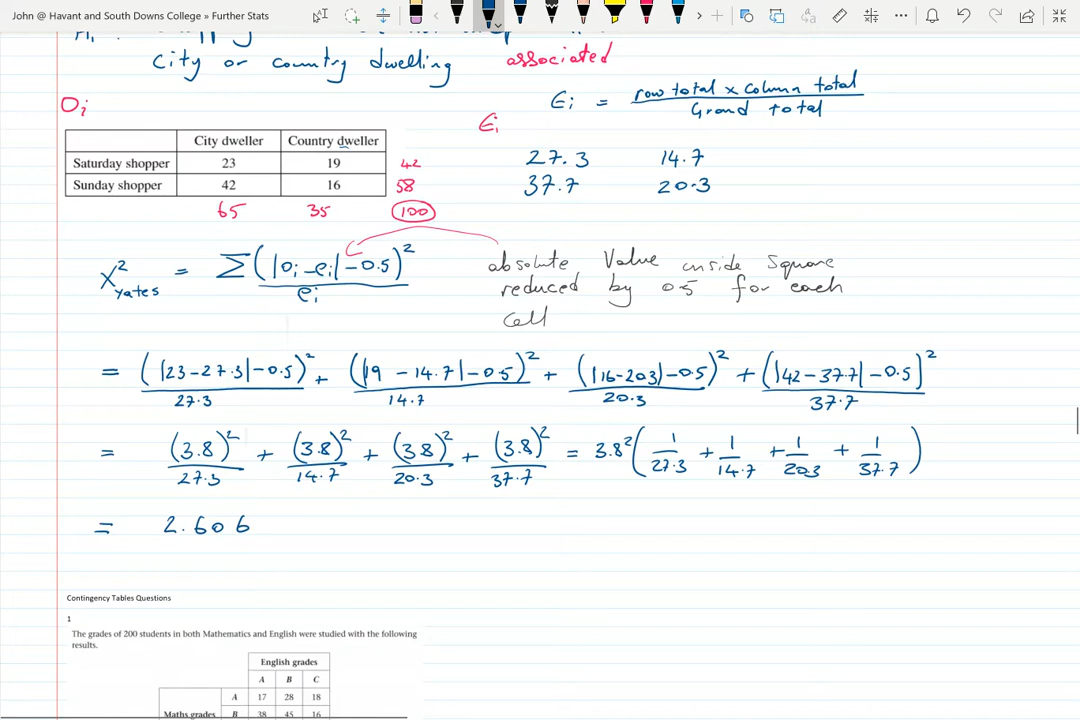 John @ Havant and South Downs College » Further Stats
city or country dwelling associated
Oi
Ei = row total x column total / Grand total
Ei
City dweller Country dweller
Saturday shopper 23 19 42
Sunday shopper 42 16 58
65 35 100
27.3 14.7
37.7 20.3
X²yates = Σ(|oi-ei|-0.5)² / ei
absolute Value inside square
reduced by 0.5 for each
cell
= (|23-27.3|-0.5)²/27.3 + (|19-14.7|-0.5)²/14.7 + (|16-203|-0.5)²/20.3 + (|42-37.7|-0.5)²/37.7
= (3.8)²/27.3 + (3.8)²/14.7 + (3.8)²/20.3 + (3.8)²/37.7 = 3.8²(1/27.3 + 1/14.7 + 1/20.3 + 1/37.7)
= 2.606
Contingency Tables Questions
1
The grades of 200 students in both Mathematics and English were studied with the following
results.
English grades
A B C
A 17 28 18
Maths grades B 38 45 16